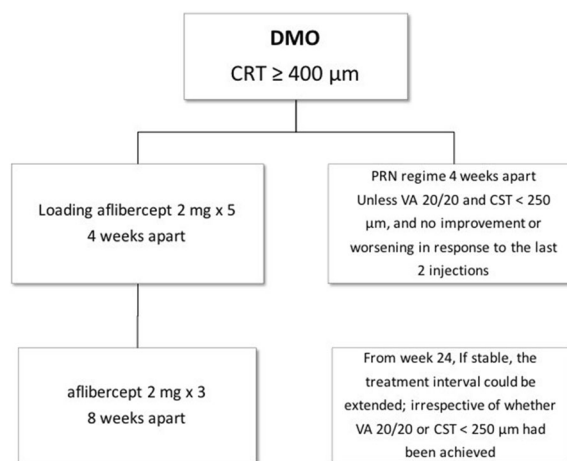 DMO
CRT ≥ 400 µm
Loading aflibercept 2 mg x 5
4 weeks apart
PRN regime 4 weeks apart
Unless VA 20/20 and CST < 250
µm, and no improvement or
worsening in response to the last
2 injections
aflibercept 2 mg x 3
8 weeks apart
From week 24, If stable, the
treatment interval could be
extended; irrespective of whether
VA 20/20 or CST < 250 µm had
been achieved